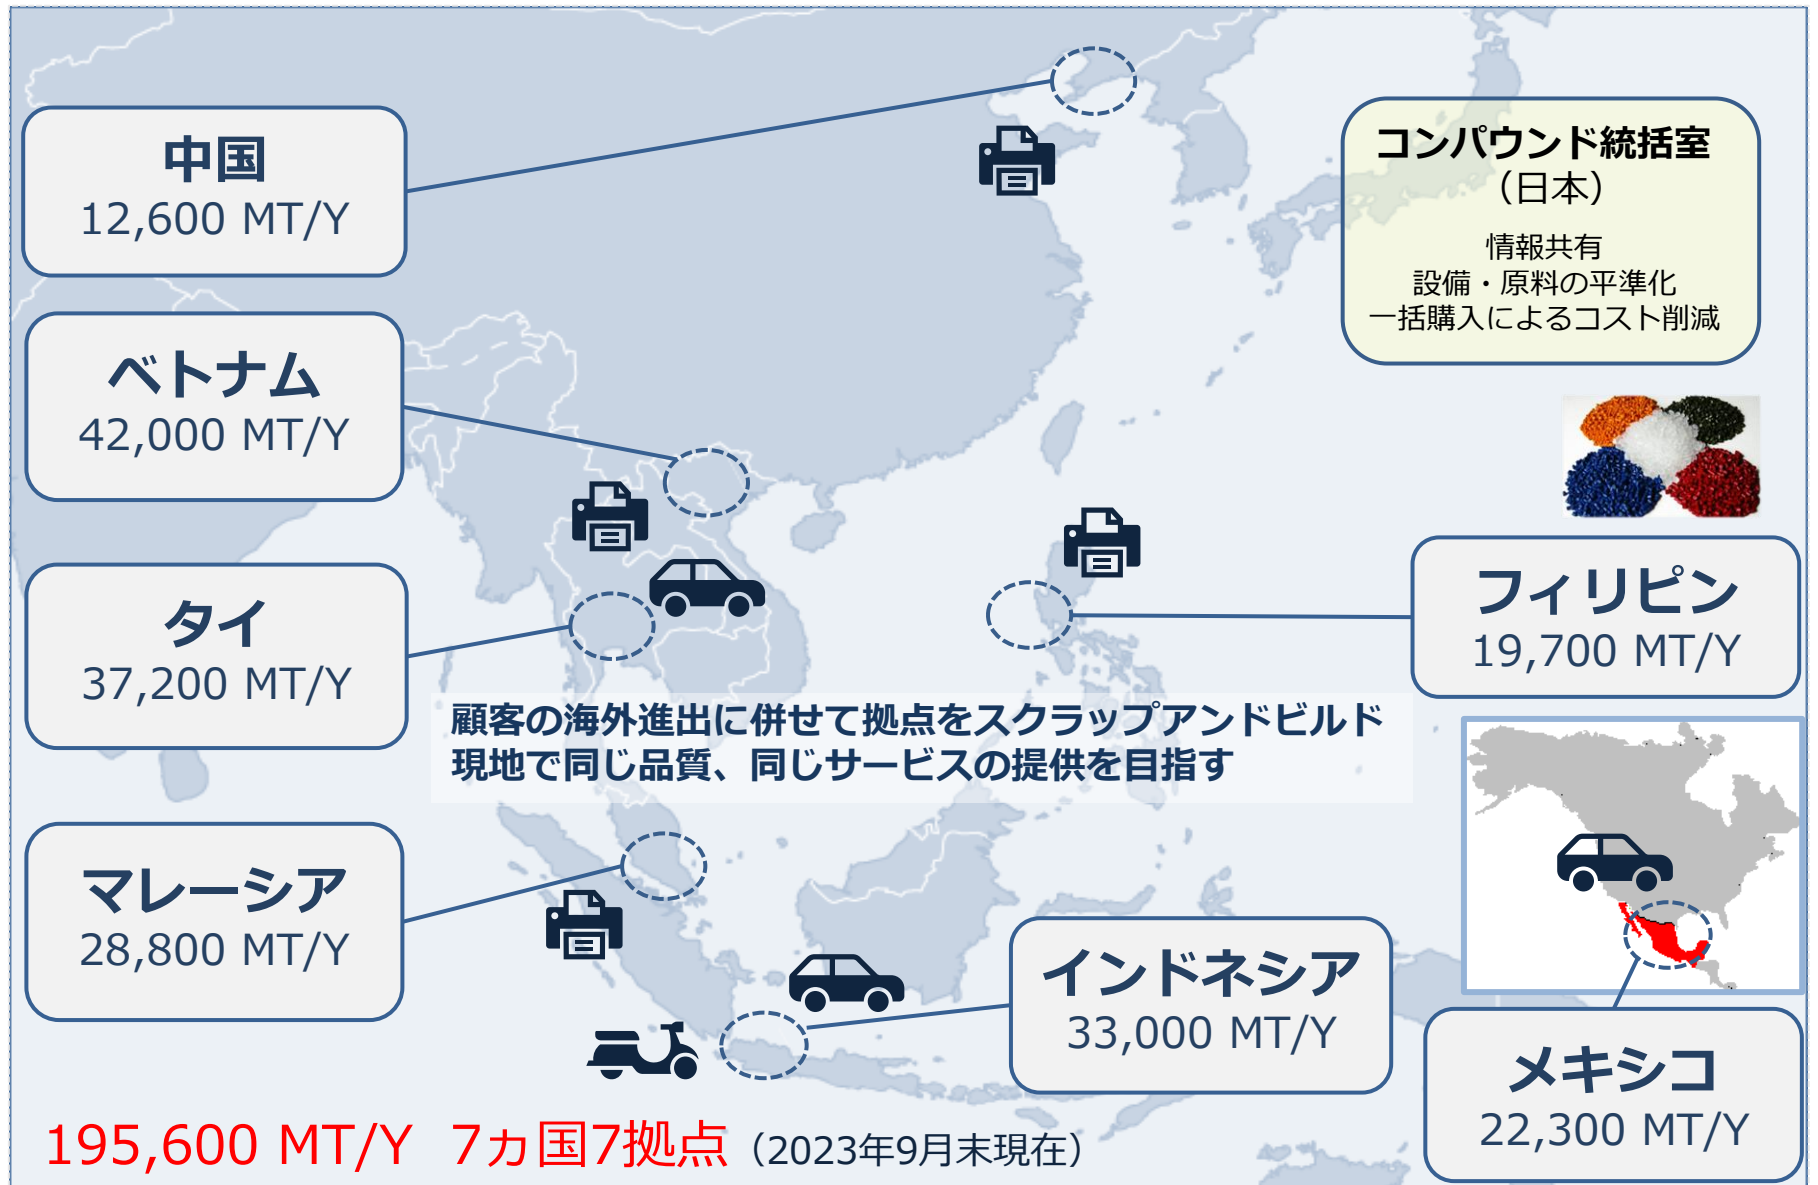 中国
12,600 MT/Y
コンパウンド統括室
（日本）
情報共有
設備・原料の平準化
一括購入によるコスト削減
ベトナム
42,000 MT/Y
タイ
37,200 MT/Y
フィリピン
19,700 MT/Y
顧客の海外進出に併せて拠点をスクラップアンドビルド
現地で同じ品質、同じサービスの提供を目指す
マレーシア
28,800 MT/Y
インドネシア
33,000 MT/Y
メキシコ
22,300 MT/Y
195,600 MT/Y 7ヵ国7拠点（2023年9月末現在）